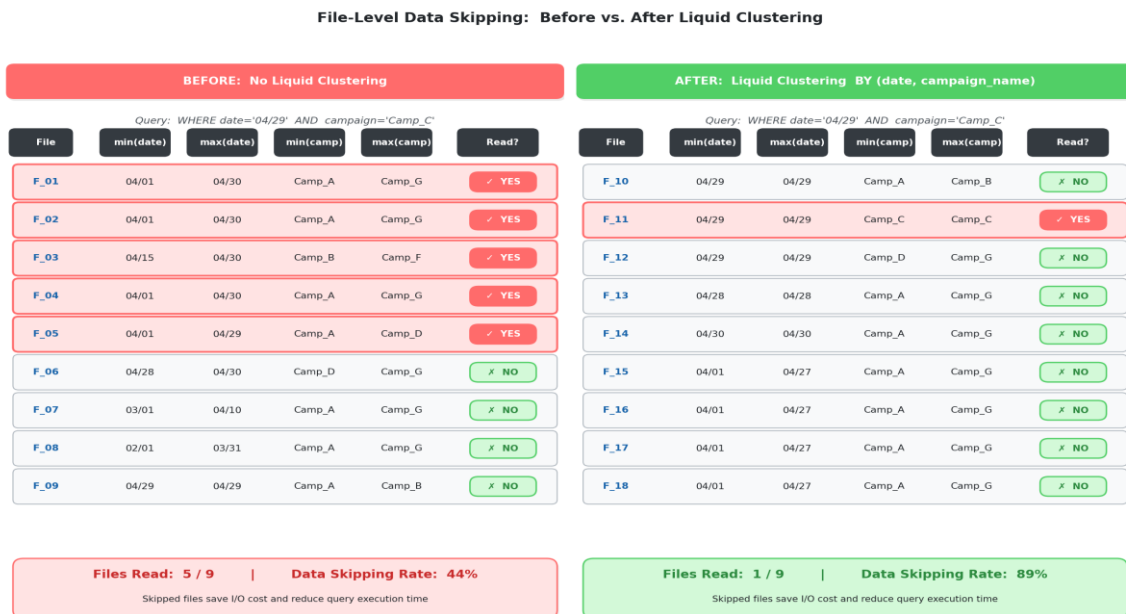 File-Level Data Skipping:  Before vs. After Liquid Clustering
BEFORE:  No Liquid Clustering
Query:  WHERE date='04/29'  AND  campaign='Camp_C'
File min(date) max(date) min(camp) max(camp) Read?
F_01 04/01 04/30 Camp_A Camp_G ✓ YES
F_02 04/01 04/30 Camp_A Camp_G ✓ YES
F_03 04/15 04/30 Camp_B Camp_F ✓ YES
F_04 04/01 04/30 Camp_A Camp_G ✓ YES
F_05 04/01 04/29 Camp_A Camp_D ✓ YES
F_06 04/28 04/30 Camp_D Camp_G ✗ NO
F_07 03/01 04/10 Camp_A Camp_G ✗ NO
F_08 02/01 03/31 Camp_A Camp_G ✗ NO
F_09 04/29 04/29 Camp_A Camp_B ✗ NO
Files Read:  5 / 9 | Data Skipping Rate:  44%
Skipped files save I/O cost and reduce query execution time
AFTER:  Liquid Clustering  BY (date, campaign_name)
Query:  WHERE date='04/29'  AND  campaign='Camp_C'
File min(date) max(date) min(camp) max(camp) Read?
F_10 04/29 04/29 Camp_A Camp_B ✗ NO
F_11 04/29 04/29 Camp_C Camp_C ✓ YES
F_12 04/29 04/29 Camp_D Camp_G ✗ NO
F_13 04/28 04/28 Camp_A Camp_G ✗ NO
F_14 04/30 04/30 Camp_A Camp_G ✗ NO
F_15 04/01 04/27 Camp_A Camp_G ✗ NO
F_16 04/01 04/27 Camp_A Camp_G ✗ NO
F_17 04/01 04/27 Camp_A Camp_G ✗ NO
F_18 04/01 04/27 Camp_A Camp_G ✗ NO
Files Read:  1 / 9 | Data Skipping Rate:  89%
Skipped files save I/O cost and reduce query execution time